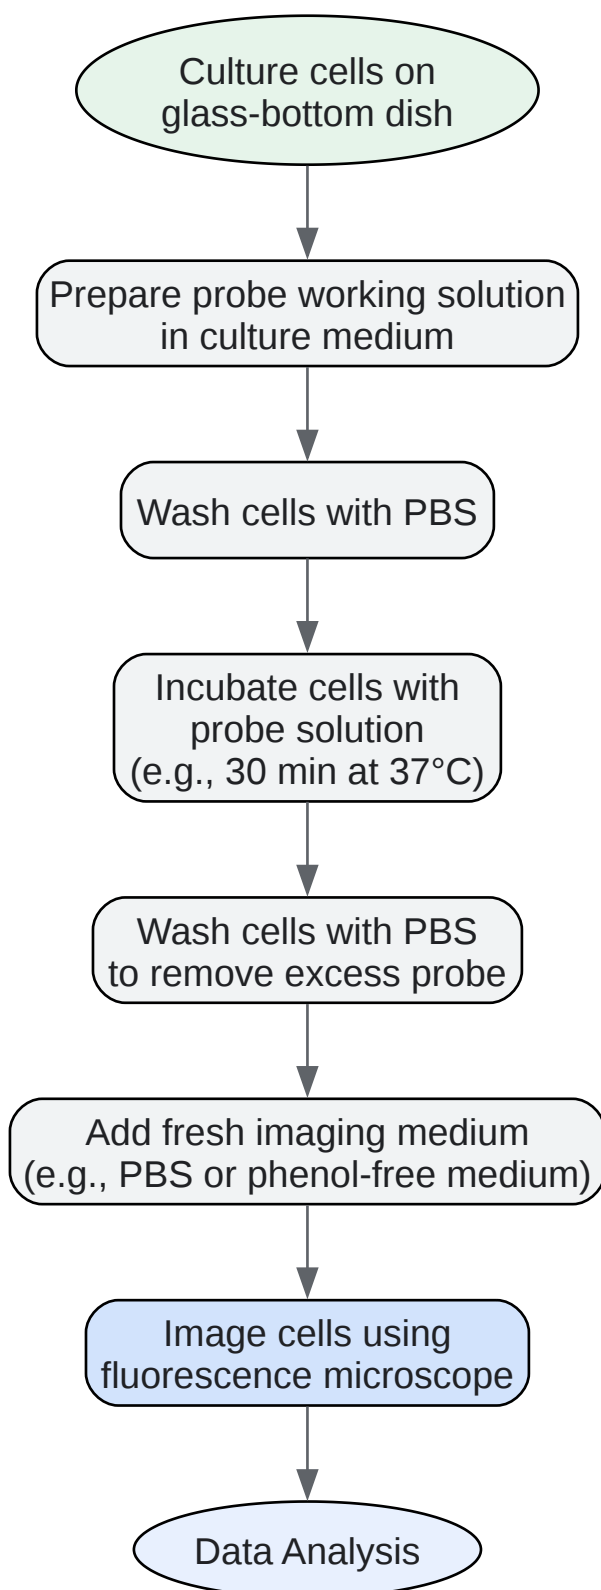 Culture cells on
glass-bottom dish
Prepare probe working solution
in culture medium
Wash cells with PBS
Incubate cells with
probe solution
(e.g., 30 min at 37°C)
Wash cells with PBS
to remove excess probe
Add fresh imaging medium
(e.g., PBS or phenol-free medium)
Image cells using
fluorescence microscope
Data Analysis